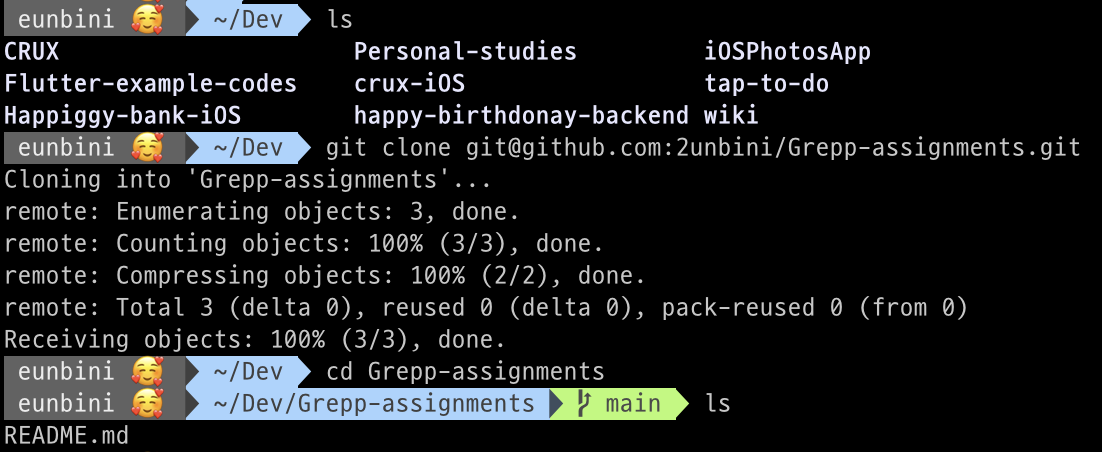 eunbini 🥰 ~/Dev ls
CRUX Personal-studies iOSPhotosApp
Flutter-example-codes crux-iOS tap-to-do
Happiggy-bank-iOS happy-birthdonay-backend wiki
eunbini 🥰 ~/Dev git clone git@github.com:2unbini/Grepp-assignments.git
Cloning into 'Grepp-assignments'...
remote: Enumerating objects: 3, done.
remote: Counting objects: 100% (3/3), done.
remote: Compressing objects: 100% (2/2), done.
remote: Total 3 (delta 0), reused 0 (delta 0), pack-reused 0 (from 0)
Receiving objects: 100% (3/3), done.
eunbini 🥰 ~/Dev cd Grepp-assignments
eunbini 🥰 ~/Dev/Grepp-assignments main ls
README.md